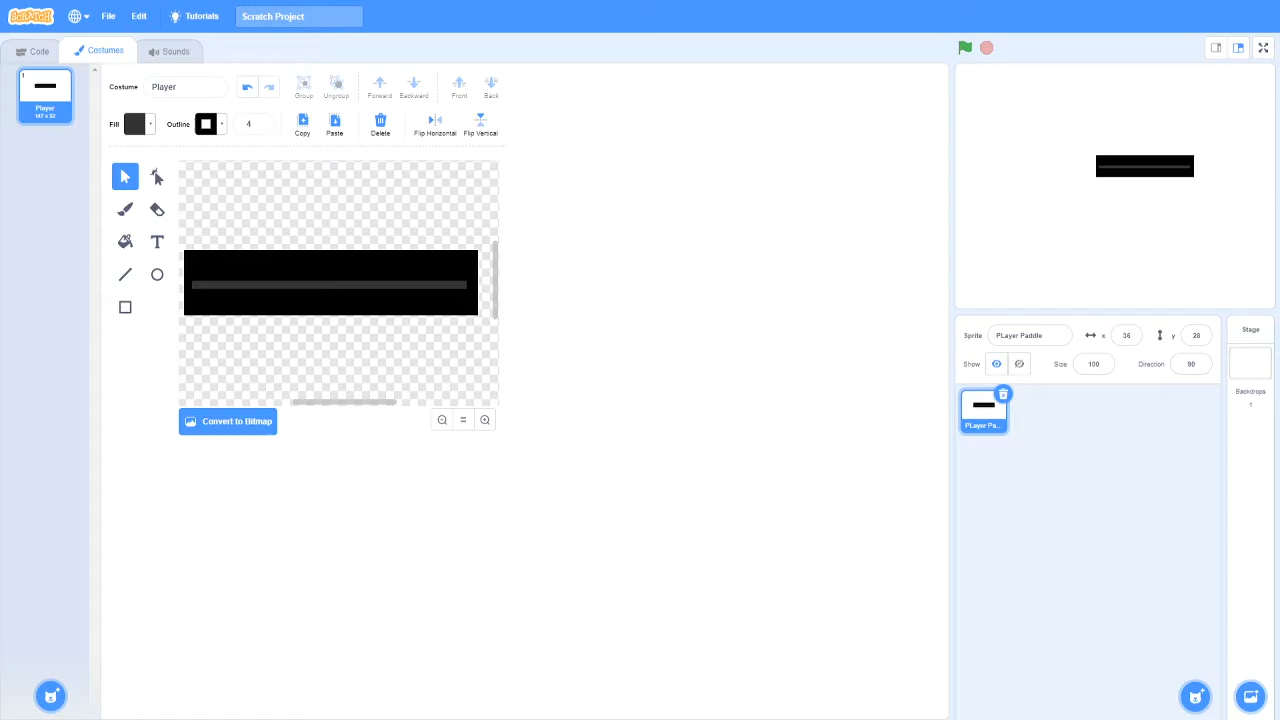 SCRATCH File Edit Tutorials Scratch Project
Code Costumes Sounds
1
Player
147 x 32
Costume Player
Group Ungroup Forward Backward Front Back
Fill Outline 4
Copy Paste Delete Flip Horizontal Flip Vertical
Convert to Bitmap
Sprite PLayer Paddle x 36 y 28
Show Size 100 Direction 90
PLayer Pa...
Stage
Backdrops
1